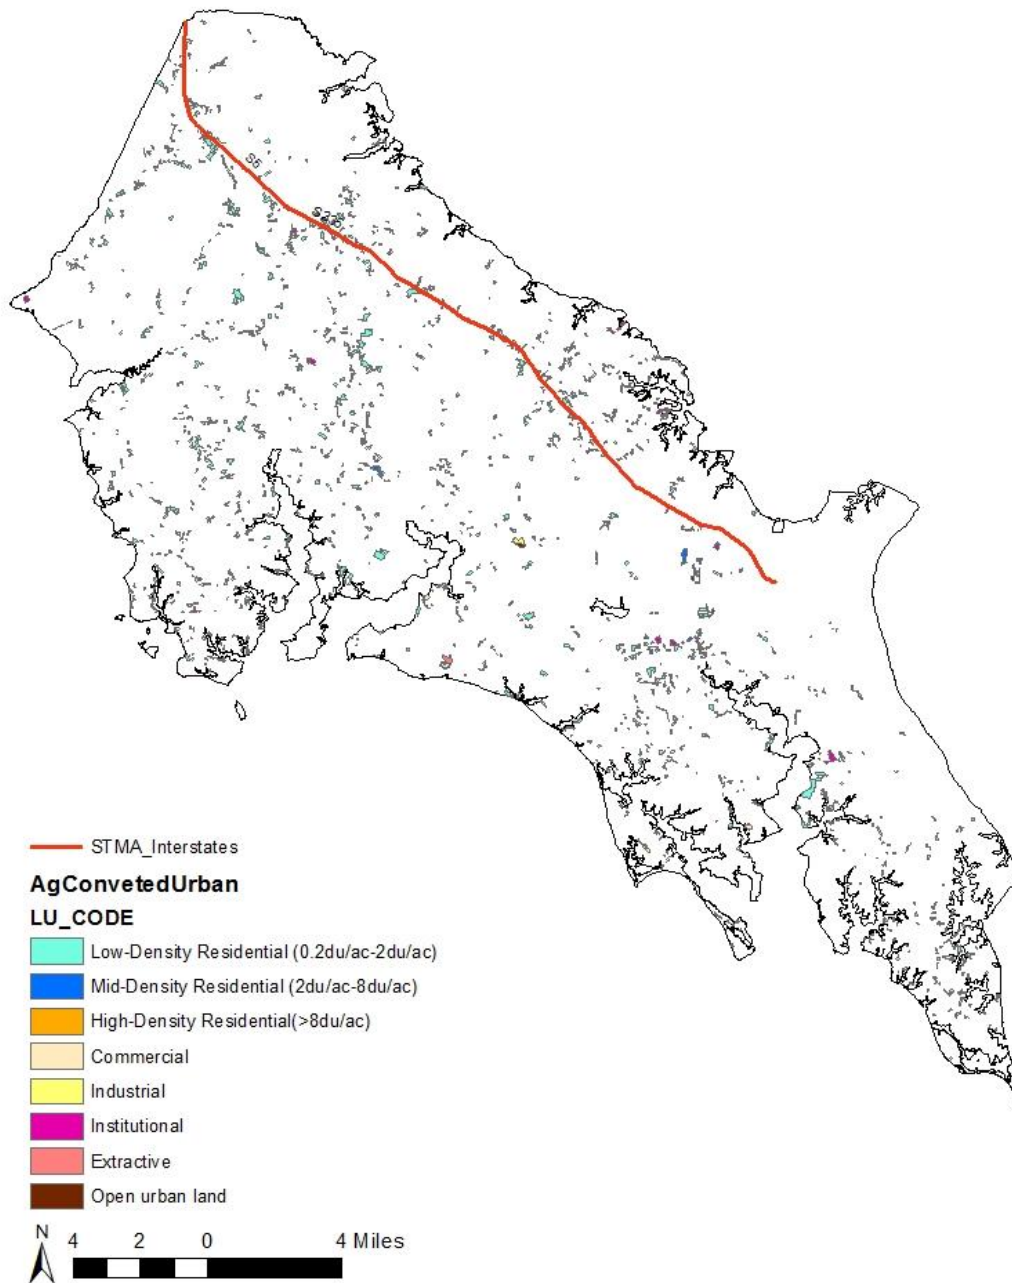 S5
STMA_Interstates
AgConvetedUrban
LU_CODE
Low-Density Residential (0.2du/ac-2du/ac)
Mid-Density Residential (2du/ac-8du/ac)
High-Density Residential(>8du/ac)
Commercial
Industrial
Institutional
Extractive
Open urban land
N
4 2 0 4 Miles